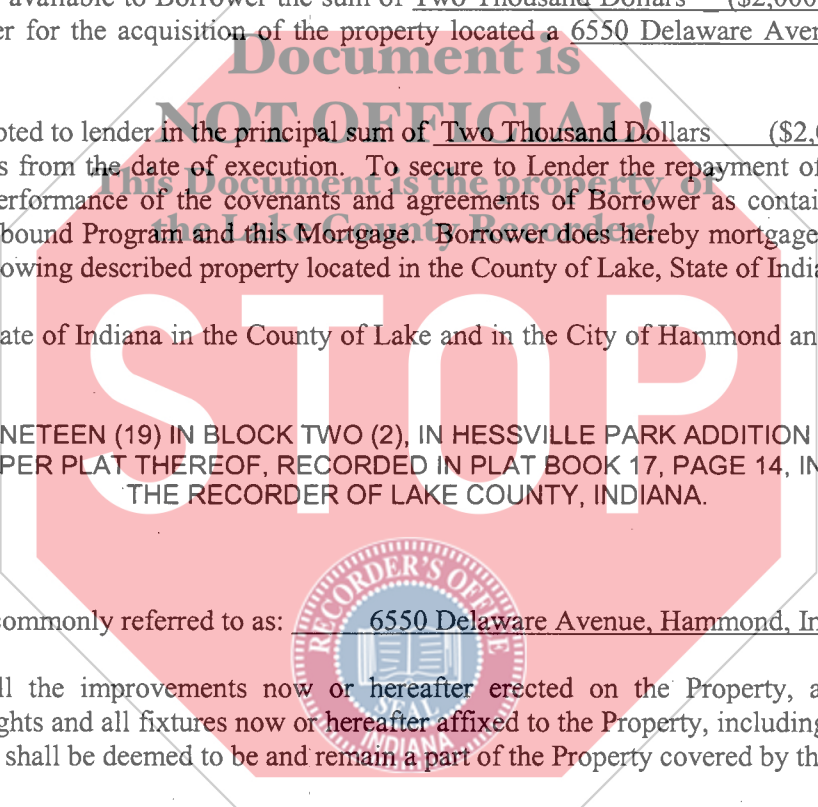 available to Borrower the sum of Two Thousand Dollars ($2,000
er for the acquisition of the property located a 6550 Delaware Aven
Document is
NOT OFFICIAL!
This Document is the property of
the Lake County Recorder!
oted to lender in the principal sum of Two Thousand Dollars ($2,0
s from the date of execution. To secure to Lender the repayment of
erformance of the covenants and agreements of Borrower as contai
bound Program and this Mortgage. Borrower does hereby mortgage
owing described property located in the County of Lake, State of India
STOP
ate of Indiana in the County of Lake and in the City of Hammond an
NETEEN (19) IN BLOCK TWO (2), IN HESSVILLE PARK ADDITION
PER PLAT THEREOF, RECORDED IN PLAT BOOK 17, PAGE 14, IN
THE RECORDER OF LAKE COUNTY, INDIANA.
RECORDER'S OFFICE
SEAL
INDIANA
commonly referred to as: 6550 Delaware Avenue, Hammond, In
ll the improvements now or hereafter erected on the Property, a
ghts and all fixtures now or hereafter affixed to the Property, including
shall be deemed to be and remain a part of the Property covered by th